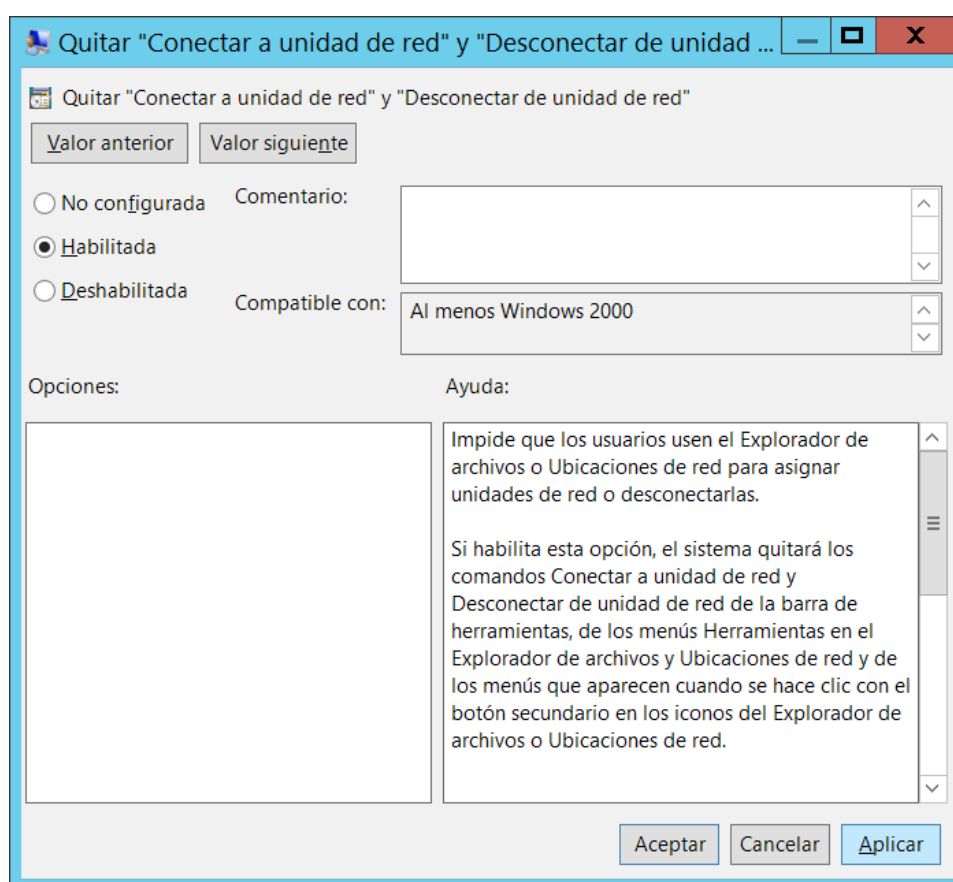 Quitar "Conectar a unidad de red" y "Desconectar de unidad ...
Quitar "Conectar a unidad de red" y "Desconectar de unidad de red"
Valor anterior
Valor siguiente
No configurada
Comentario:
Habilitada
Deshabilitada
Compatible con:
Al menos Windows 2000
Opciones:
Ayuda:
Impide que los usuarios usen el Explorador de
archivos o Ubicaciones de red para asignar
unidades de red o desconectarlas.
Si habilita esta opción, el sistema quitará los
comandos Conectar a unidad de red y
Desconectar de unidad de red de la barra de
herramientas, de los menús Herramientas en el
Explorador de archivos y Ubicaciones de red y de
los menús que aparecen cuando se hace clic con el
botón secundario en los iconos del Explorador de
archivos o Ubicaciones de red.
Aceptar
Cancelar
Aplicar